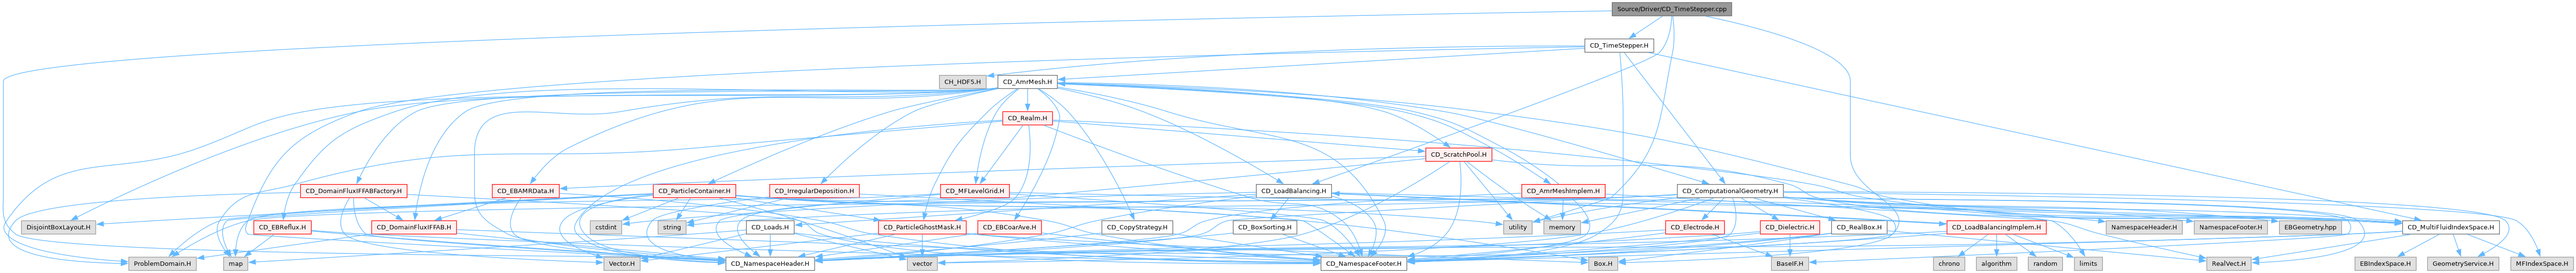 Source/Driver/CD_TimeStepper.cpp
CD_TimeStepper.H
CH_HDF5.H
CD_AmrMesh.H
CD_Realm.H
CD_ScratchPool.H
CD_DomainFluxIFFABFactory.H
CD_EBAMRData.H
CD_ParticleContainer.H
CD_IrregularDeposition.H
CD_MFLevelGrid.H
CD_LoadBalancing.H
CD_AmrMeshImplem.H
CD_ComputationalGeometry.H
DisjointBoxLayout.H
CD_EBReflux.H
CD_DomainFluxIFFAB.H
cstdint
string
CD_Loads.H
CD_ParticleGhostMask.H
CD_EBCoarAve.H
CD_CopyStrategy.H
CD_BoxSorting.H
utility
memory
CD_Electrode.H
CD_Dielectric.H
CD_RealBox.H
CD_LoadBalancingImplem.H
NamespaceHeader.H
NamespaceFooter.H
EBGeometry.hpp
CD_MultiFluidIndexSpace.H
ProblemDomain.H
map
Vector.H
CD_NamespaceHeader.H
vector
CD_NamespaceFooter.H
Box.H
BaseIF.H
chrono
algorithm
random
limits
RealVect.H
EBIndexSpace.H
GeometryService.H
MFIndexSpace.H